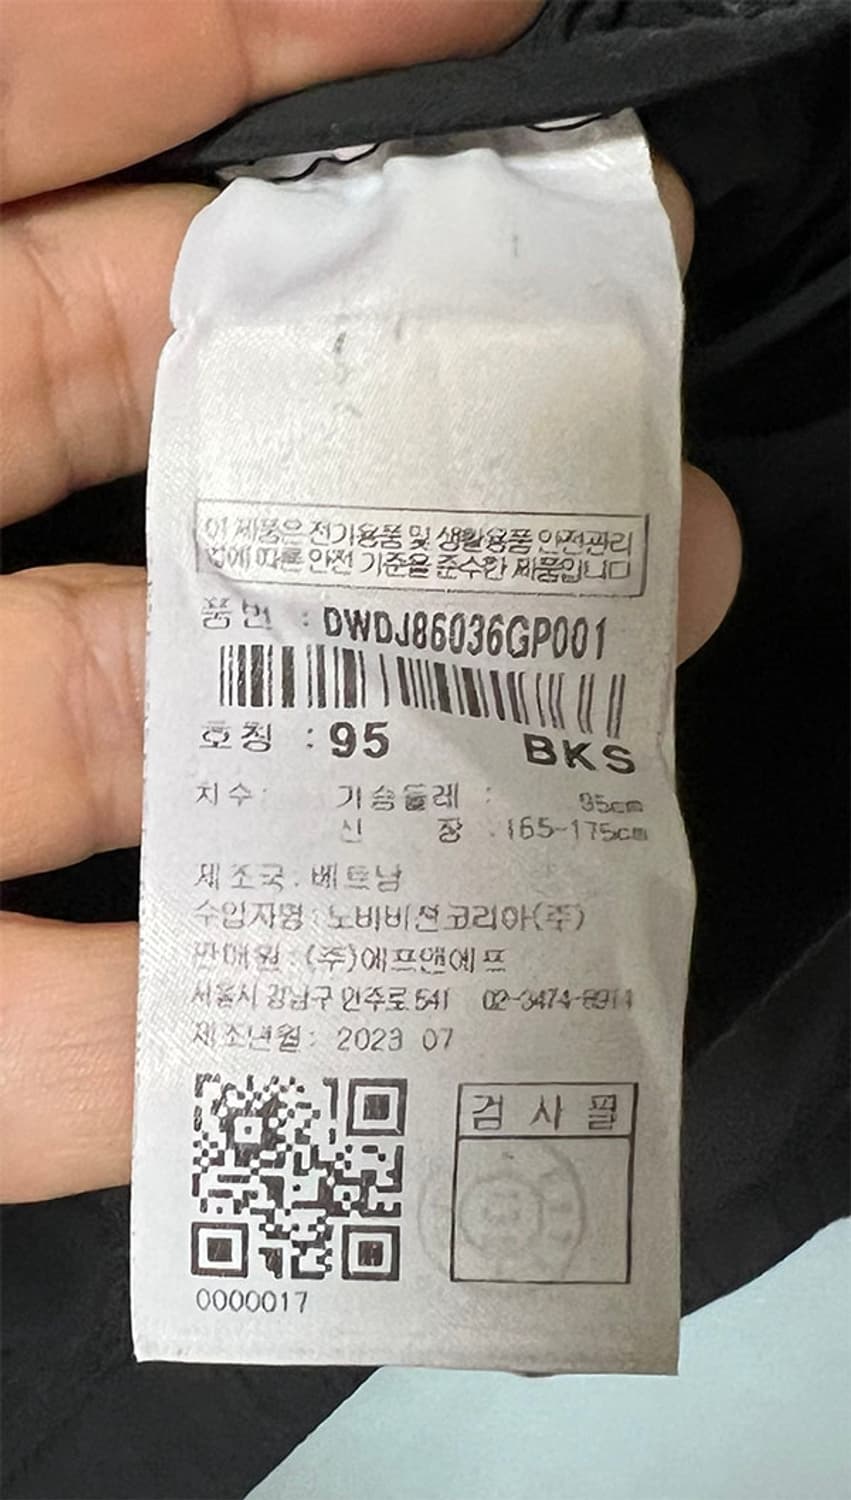 이 제품은 전기용품 및 생활용품 안전관리
법에 따른 안전 기준을 준수한 제품입니다
품번 : DWDJ86036GP001
호칭 : 95 BKS
치수: 가슴둘레 : 95cm
신 장 : 165-175cm
제조국: 베트남
수입자명: 노비비젼코리아(주)
판매원: (주)에프앤에프
서울시 강남구 언주로 541 02-3474-
제조년월: 2023 07
검사필
0000017